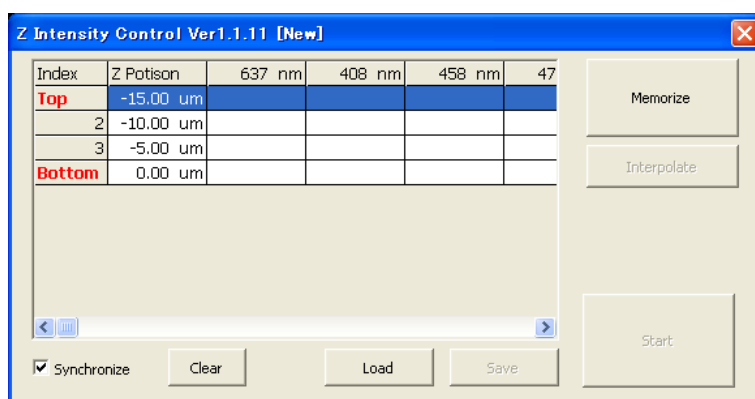 Z Intensity Control Ver1.1.11 [New]
Index Z Potison 637 nm 408 nm 458 nm 47
Top -15.00 um
2 -10.00 um
3 -5.00 um
Bottom 0.00 um
Memorize
Interpolate
Start
Synchronize Clear Load Save